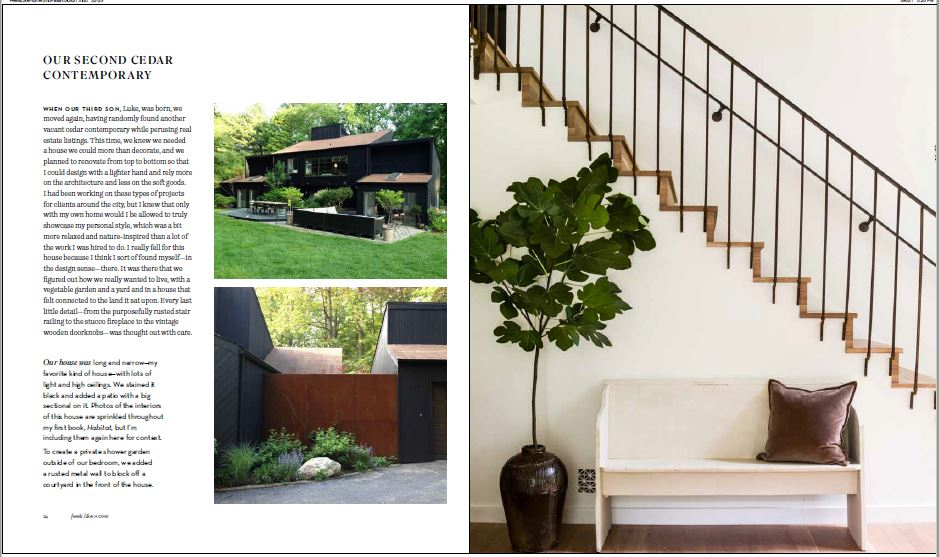 OUR SECOND CEDAR
CONTEMPORARY
WHEN OUR THIRD SON, Luke, was born, we
moved again, having randomly found another
vacant cedar contemporary while perusing real
estate listings. This time, we knew we needed
a house we could more than decorate, and we
planned to renovate from top to bottom so that
I could design with a lighter hand and rely more
on the architecture and less on the soft goods.
I had been working on these types of projects
for clients around the city, but I knew that only
with my own home would I be allowed to truly
showcase my personal style, which was a bit
more relaxed and nature-inspired than a lot of
the work I was hired to do. I really fell for this
house because I think I sort of found myself—in
the design sense—there. It was there that we
figured out how we really wanted to live, with a
vegetable garden and a yard and in a house that
felt connected to the land it sat upon. Every last
little detail—from the purposefully rusted stair
railing to the stucco fireplace to the vintage
wooden doorknobs—was thought out with care.
Our house was long and narrow—my
favorite kind of house—with lots of
light and high ceilings. We stained it
black and added a patio with a big
sectional on it. Photos of the interiors
of this house are sprinkled throughout
my first book, Habitat, but I'm
including them again here for context.
To create a private shower garden
outside of our bedroom, we added
a rusted metal wall to block off a
courtyard in the front of the house.
feels like HOME